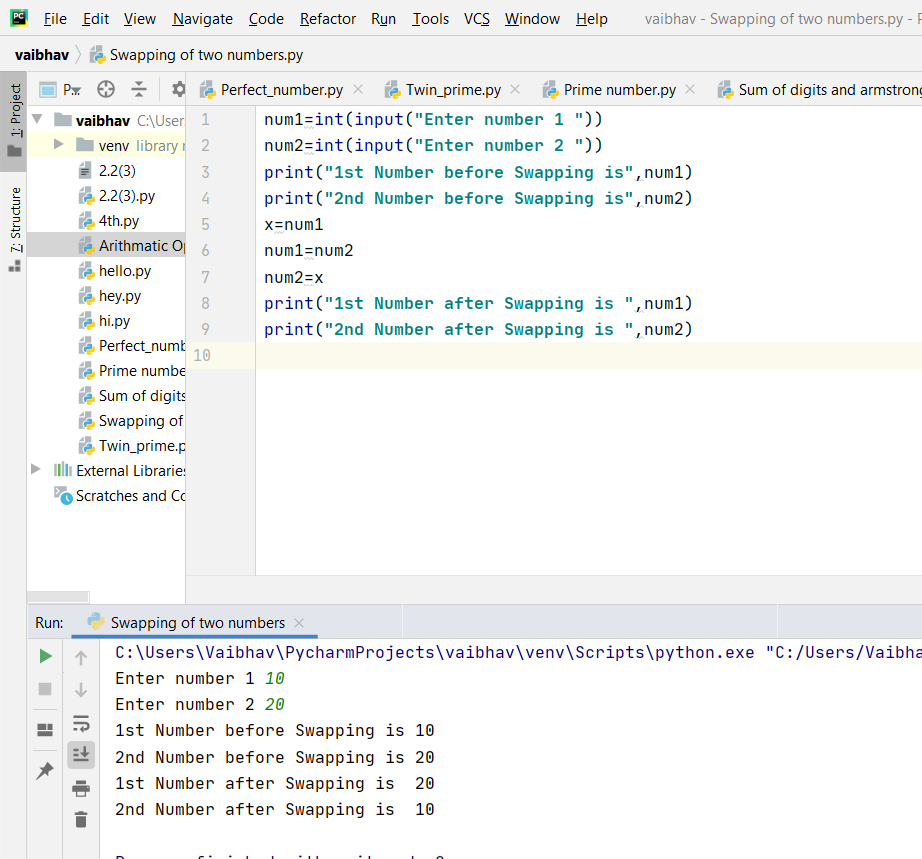 PC File Edit View Navigate Code Refactor Run Tools VCS Window Help vaibhav - Swapping of two numbers.py -
vaibhav Swapping of two numbers.py
1: Project
7: Structure
P... Perfect_number.py Twin_prime.py Prime number.py Sum of digits and armstrong
vaibhav C:\User
venv library
2.2(3)
2.2(3).py
4th.py
Arithmatic Op
hello.py
hey.py
hi.py
Perfect_numb
Prime numbe
Sum of digits
Swapping of
Twin_prime.p
External Libraries
Scratches and Co
1 num1=int(input("Enter number 1 "))
2 num2=int(input("Enter number 2 "))
3 print("1st Number before Swapping is",num1)
4 print("2nd Number before Swapping is",num2)
5 x=num1
6 num1=num2
7 num2=x
8 print("1st Number after Swapping is ",num1)
9 print("2nd Number after Swapping is ",num2)
10
Run: Swapping of two numbers
C:\Users\Vaibhav\PycharmProjects\vaibhav\venv\Scripts\python.exe "C:/Users/Vaibha
Enter number 1 10
Enter number 2 20
1st Number before Swapping is 10
2nd Number before Swapping is 20
1st Number after Swapping is  20
2nd Number after Swapping is  10